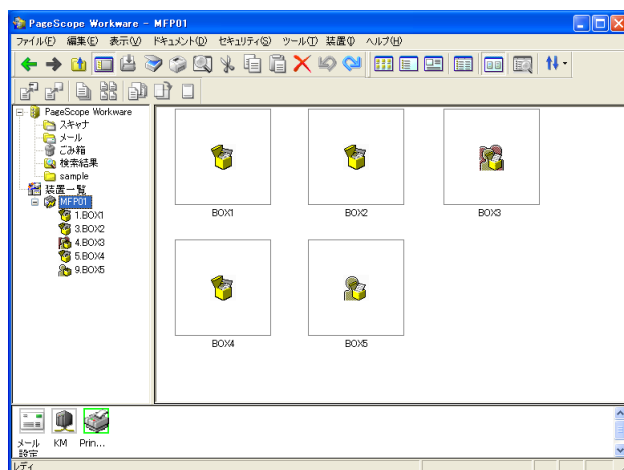 PageScope Workware - MFP01
ファイル(F) 編集(E) 表示(V) ドキュメント(D) セキュリティ(S) ツール(T) 装置(I) ヘルプ(H)
PageScope Workware
スキャナ
メール
ごみ箱
検索結果
sample
装置一覧
MFP01
1.BOX1
3.BOX2
4.BOX3
5.BOX4
9.BOX5
BOX1 BOX2 BOX3
BOX4 BOX5
メール
設定
KM Prin...
レディ